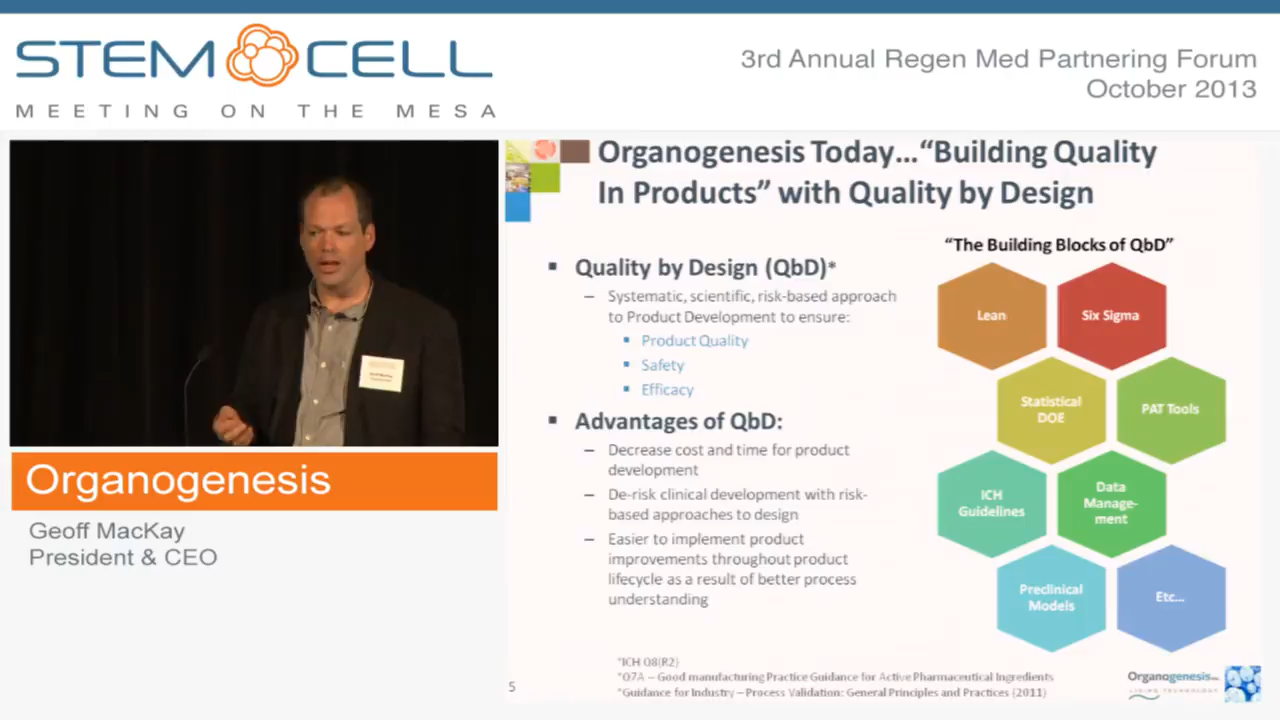 STEM CELL
MEETING ON THE MESA
3rd Annual Regen Med Partnering Forum
October 2013
Organogenesis Today…“Building Quality
In Products” with Quality by Design
“The Building Blocks of QbD”
▪ Quality by Design (QbD)*
– Systematic, scientific, risk-based approach
to Product Development to ensure:
▪ Product Quality
▪ Safety
▪ Efficacy
▪ Advantages of QbD:
– Decrease cost and time for product
development
– De-risk clinical development with risk-
based approaches to design
– Easier to implement product
improvements throughout product
lifecycle as a result of better process
understanding
Lean
Six Sigma
Statistical
DOE
PAT Tools
ICH
Guidelines
Data
Manage-
ment
Preclinical
Models
Etc…
*ICH Q8(R2)
*Q7A – Good manufacturing Practice Guidance for Active Pharmaceutical Ingredients
*Guidance for Industry – Process Validation: General Principles and Practices (2011)
5
Organogenesis
LIVING TECHNOLOGY
Organogenesis
Geoff MacKay
President & CEO